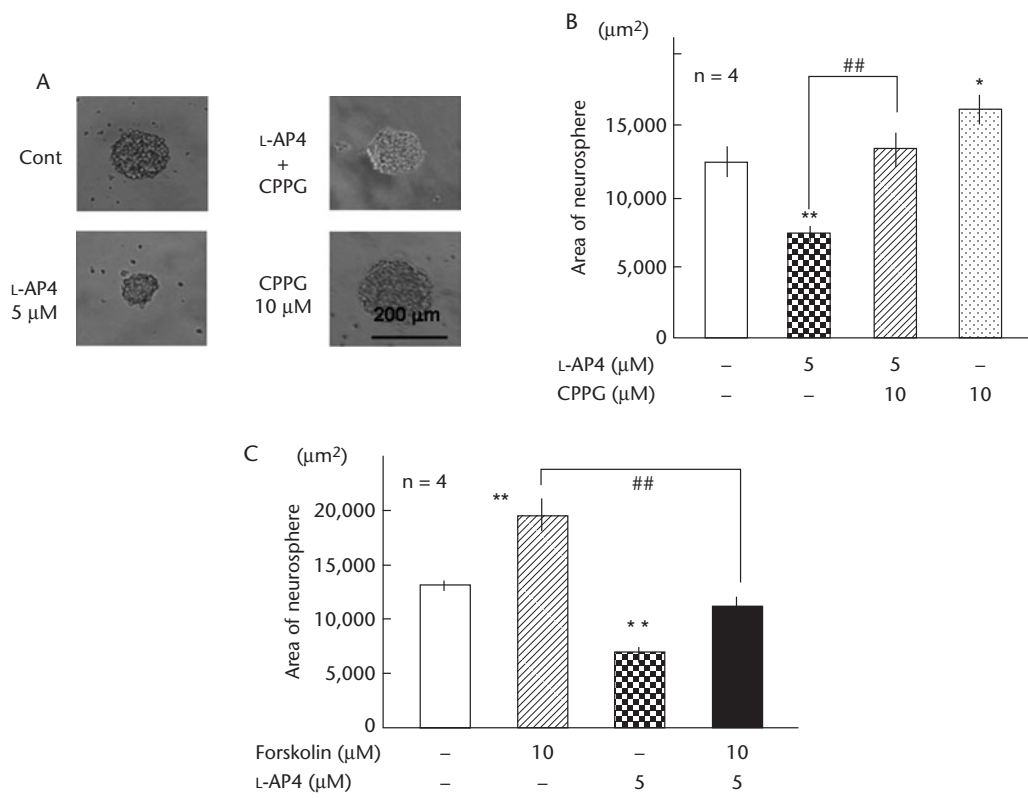 A
Cont
L-AP4
+
CPPG
L-AP4
5 μM
CPPG
10 μM
200 μm
B (μm²)
n = 4
##
*
**
Area of neurosphere
15,000
10,000
5,000
0
L-AP4 (μM) – 5 5 –
CPPG (μM) – – 10 10
C (μm²)
n = 4
**
##
* *
Area of neurosphere
20,000
15,000
10,000
5,000
0
Forskolin (μM) – 10 – 10
L-AP4 (μM) – – 5 5